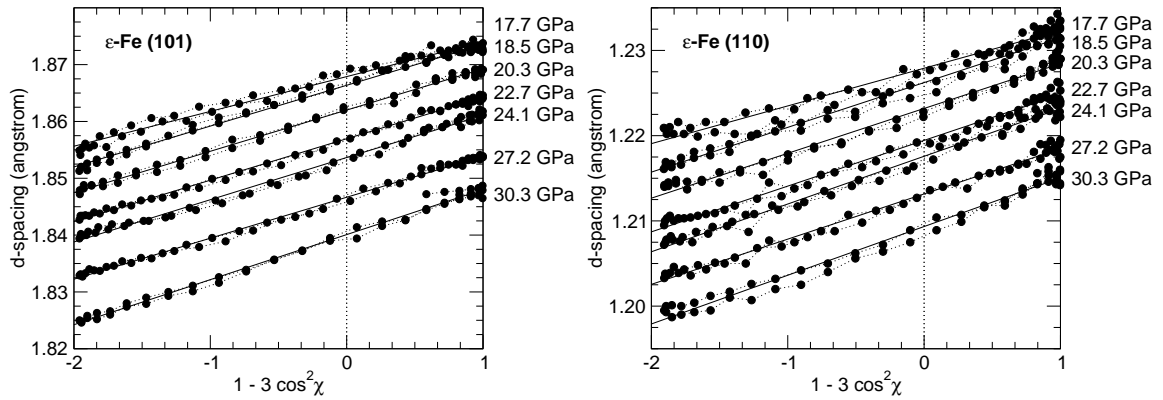 ε-Fe (101)
d-spacing (angstrom)
1.87
1.86
1.85
1.84
1.83
1.82
-2
-1
0
1
1 - 3 cos²χ
17.7 GPa
18.5 GPa
20.3 GPa
22.7 GPa
24.1 GPa
27.2 GPa
30.3 GPa
ε-Fe (110)
d-spacing (angstrom)
1.23
1.22
1.21
1.20
-2
-1
0
1
1 - 3 cos²χ
17.7 GPa
18.5 GPa
20.3 GPa
22.7 GPa
24.1 GPa
27.2 GPa
30.3 GPa